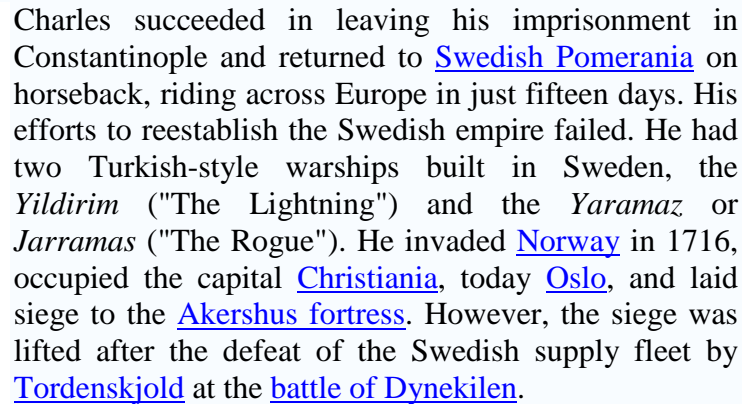 Charles succeeded in leaving his imprisonment in
Constantinople and returned to Swedish Pomerania on
horseback, riding across Europe in just fifteen days. His
efforts to reestablish the Swedish empire failed. He had
two Turkish-style warships built in Sweden, the
Yildirim ("The Lightning") and the Yaramaz or
Jarramas ("The Rogue"). He invaded Norway in 1716,
occupied the capital Christiania, today Oslo, and laid
siege to the Akershus fortress. However, the siege was
lifted after the defeat of the Swedish supply fleet by
Tordenskjold at the battle of Dynekilen.